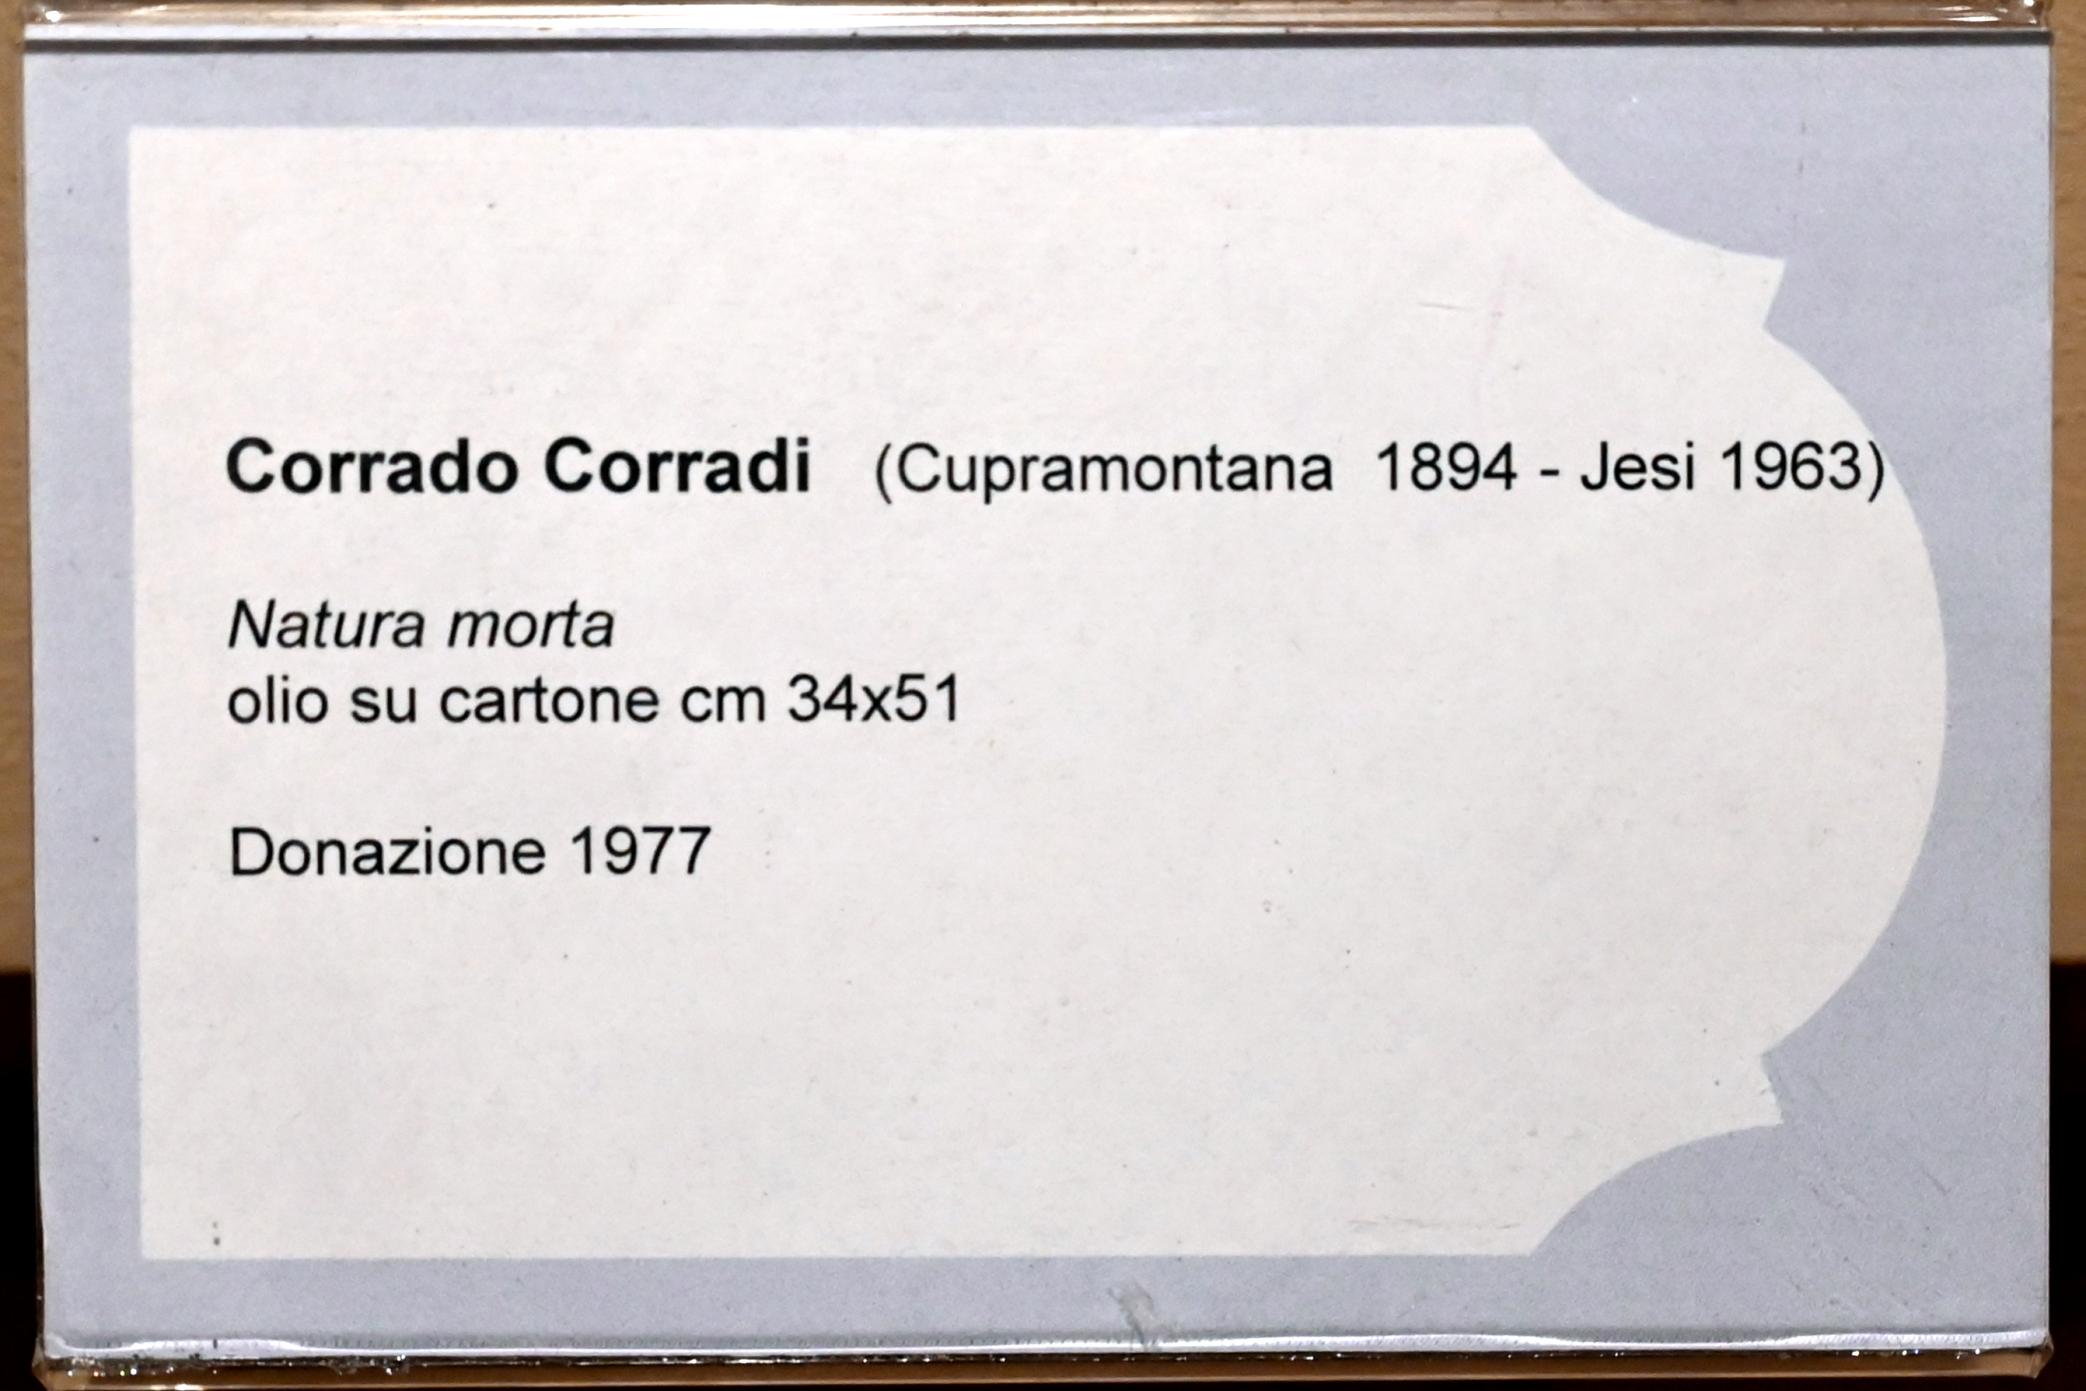 Corrado Corradi (Cupramontana 1894 - Jesi 1963)
Natura morta
olio su cartone cm 34x51
Donazione 1977